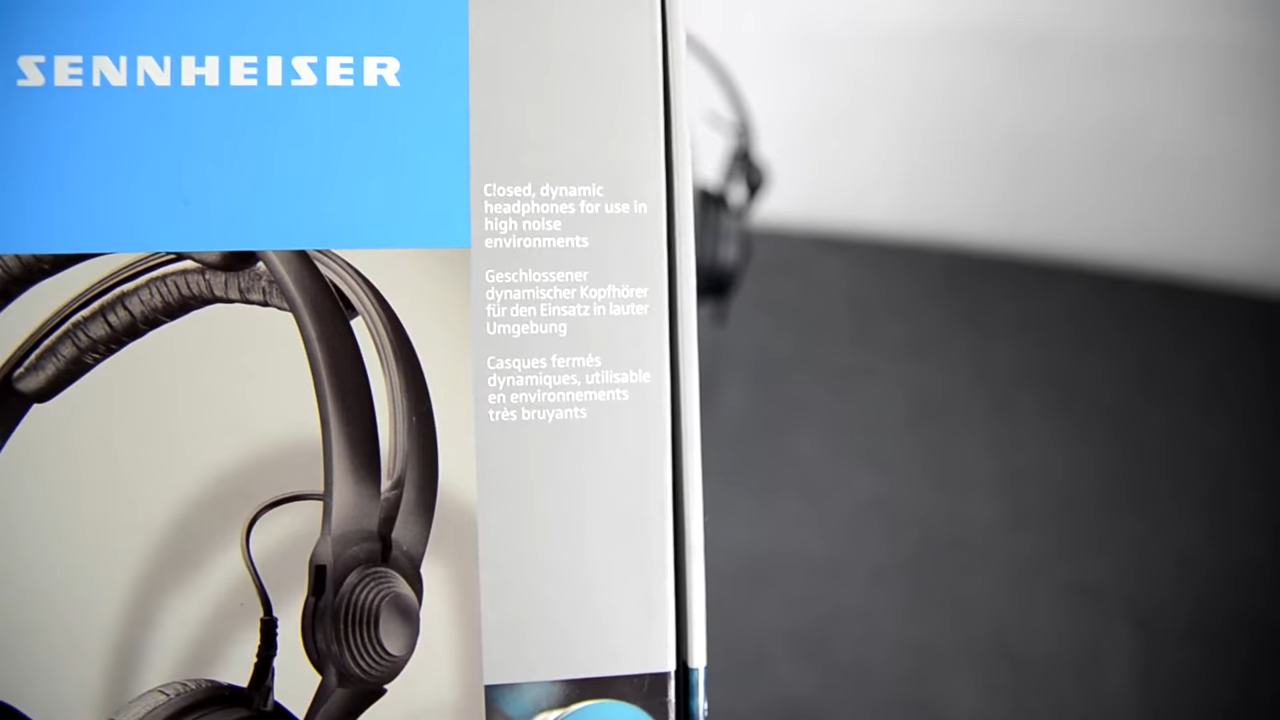 SENNHEISER
Closed, dynamic
headphones for use in
high noise
environments
Geschlossener
dynamischer Kopfhörer
für den Einsatz in lauter
Umgebung
Casques fermés
dynamiques, utilisable
en environnements
très bruyants